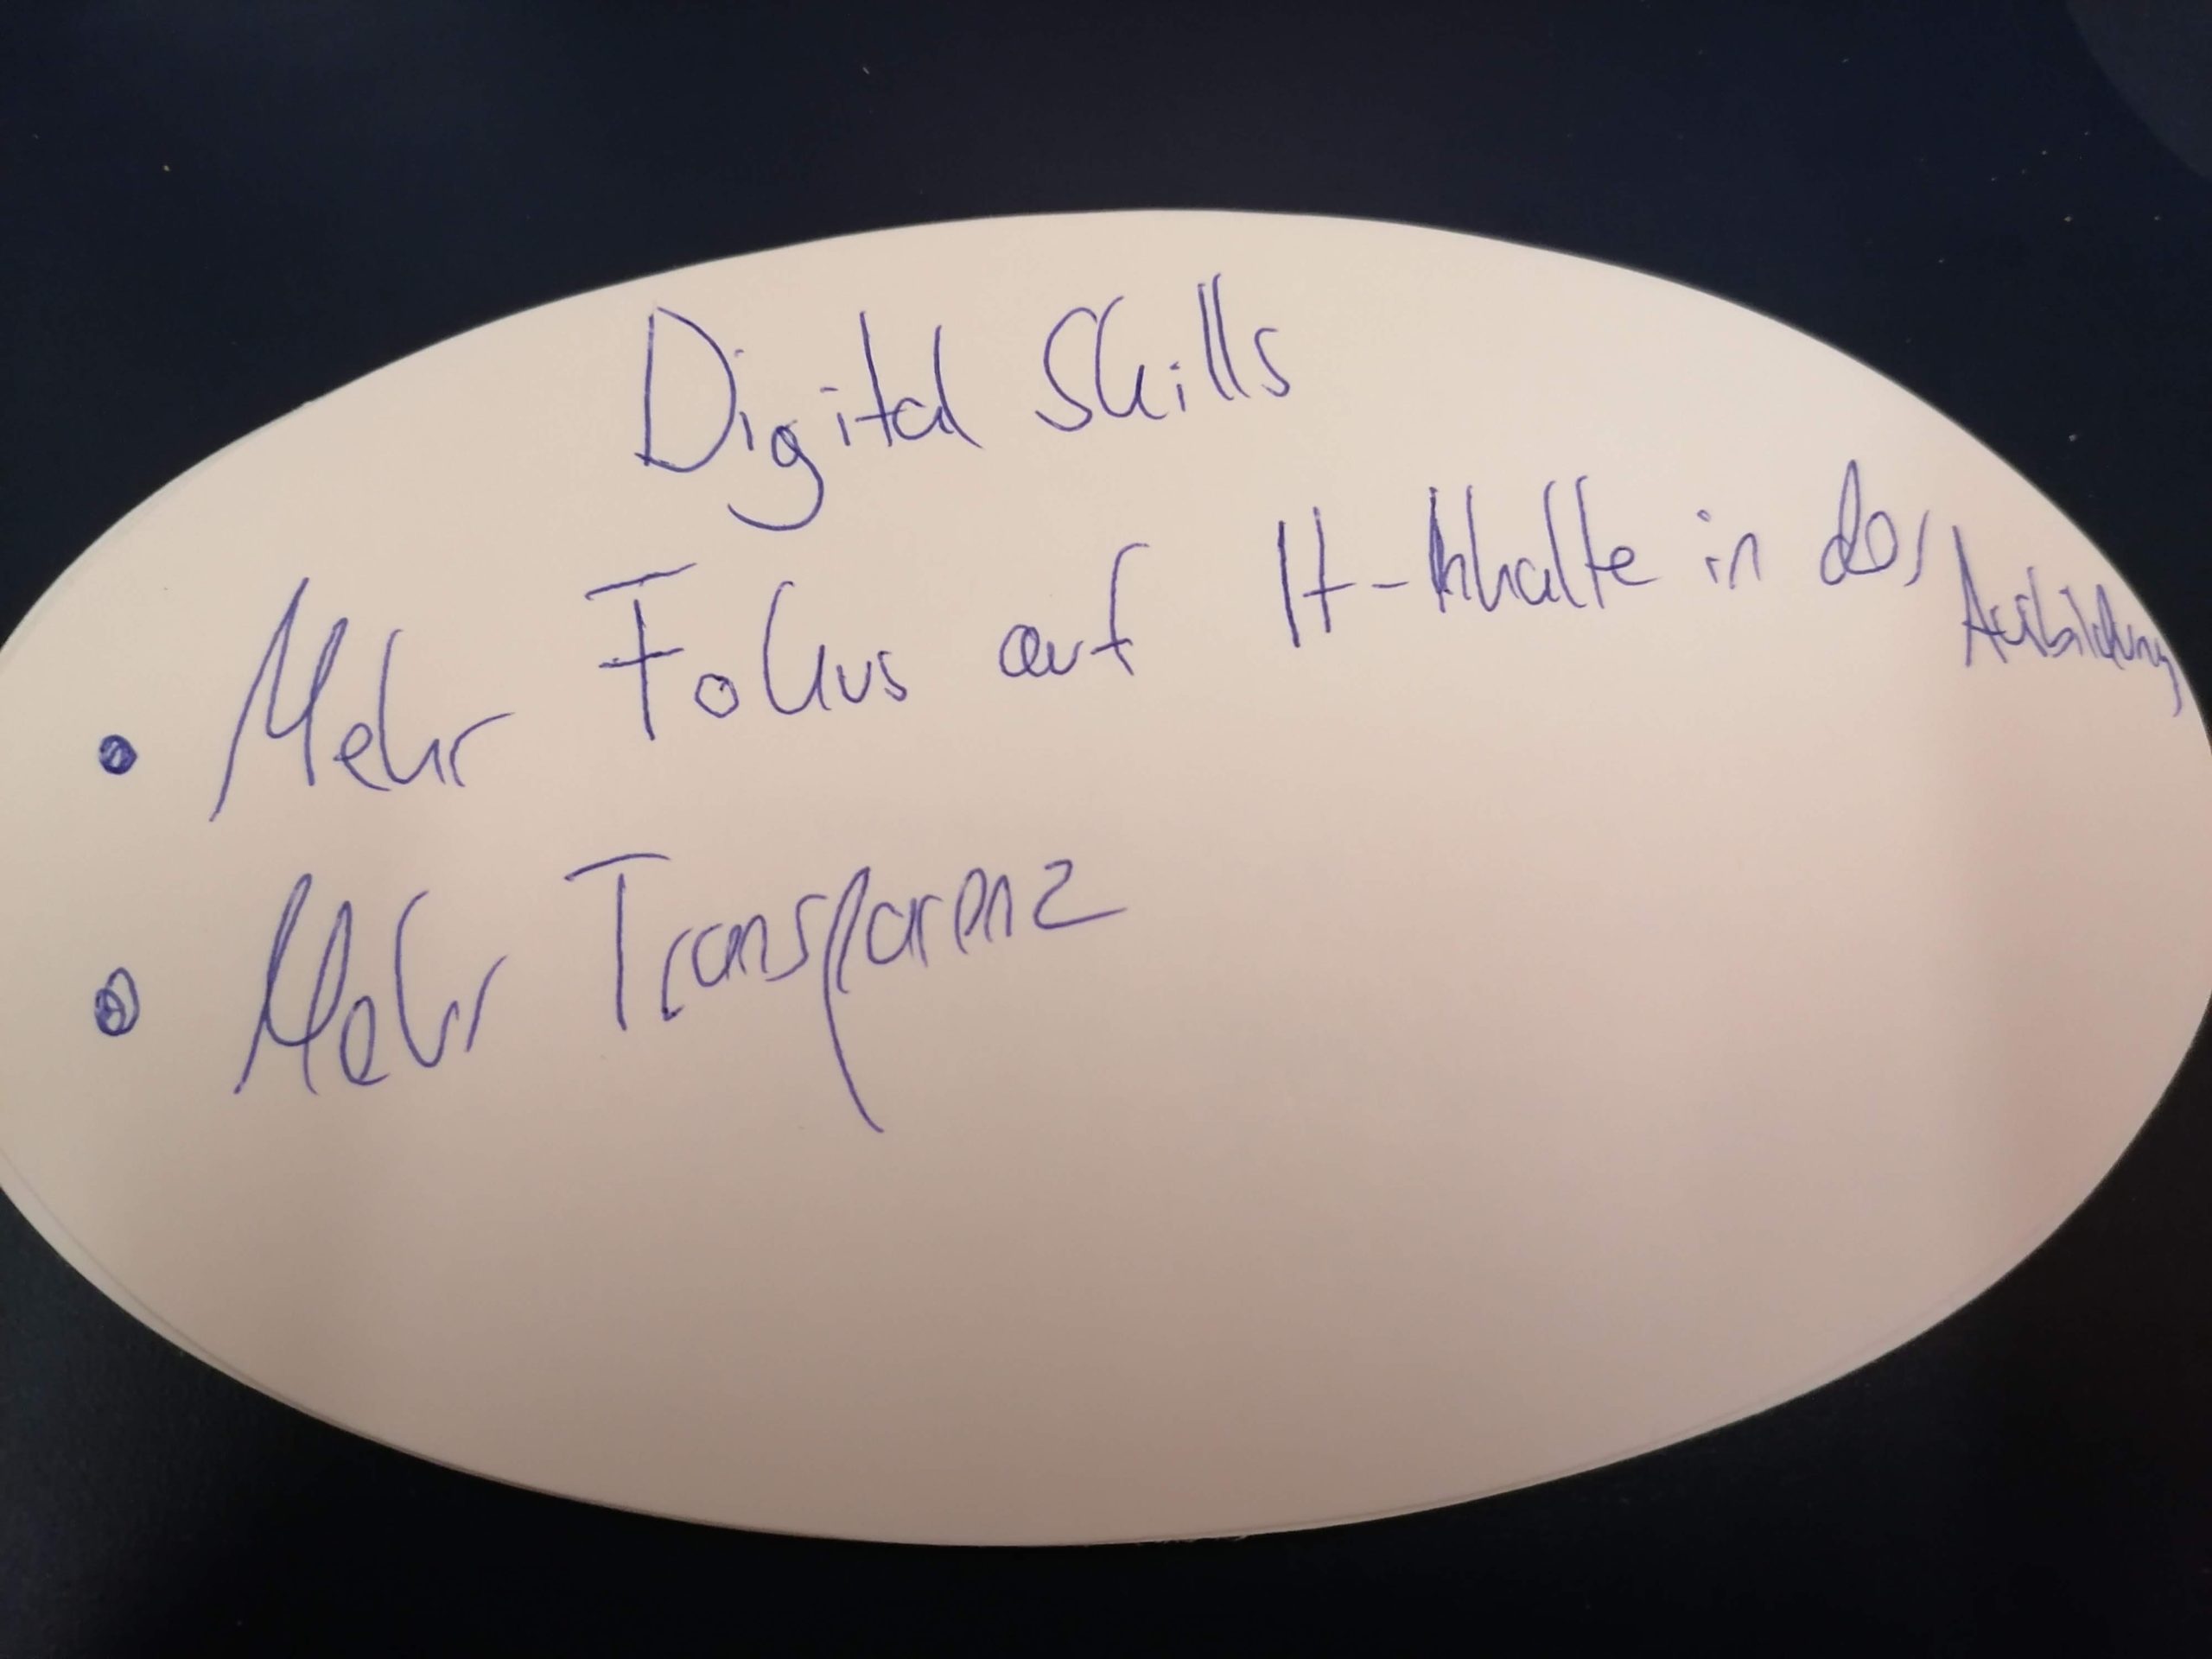 Digital Skills
• Mehr Fokus auf It-Inhalte in der Ausbildung
• Mehr Transparenz